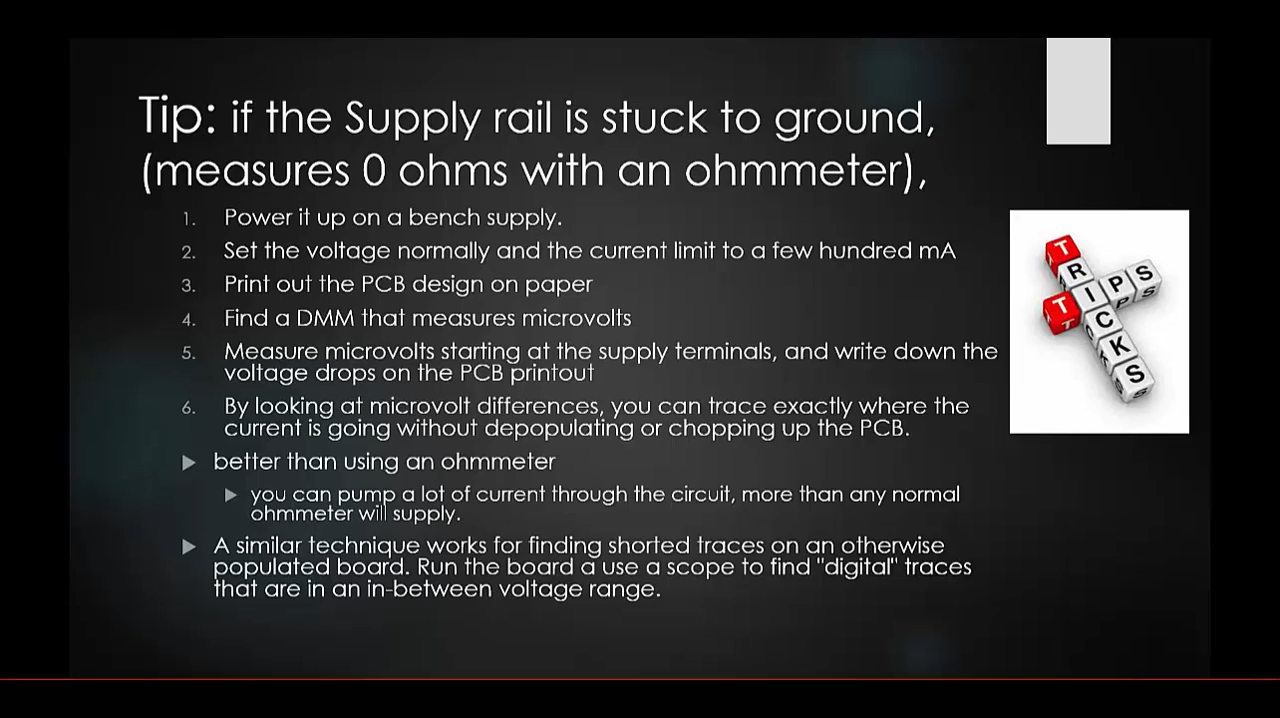 Tip: if the Supply rail is stuck to ground,
(measures 0 ohms with an ohmmeter),
1. Power it up on a bench supply.
2. Set the voltage normally and the current limit to a few hundred mA
3. Print out the PCB design on paper
4. Find a DMM that measures microvolts
5. Measure microvolts starting at the supply terminals, and write down the
voltage drops on the PCB printout
6. By looking at microvolt differences, you can trace exactly where the
current is going without depopulating or chopping up the PCB.
better than using an ohmmeter
you can pump a lot of current through the circuit, more than any normal
ohmmeter will supply.
A similar technique works for finding shorted traces on an otherwise
populated board. Run the board a use a scope to find "digital" traces
that are in an in-between voltage range.
TRICKS
TIPS